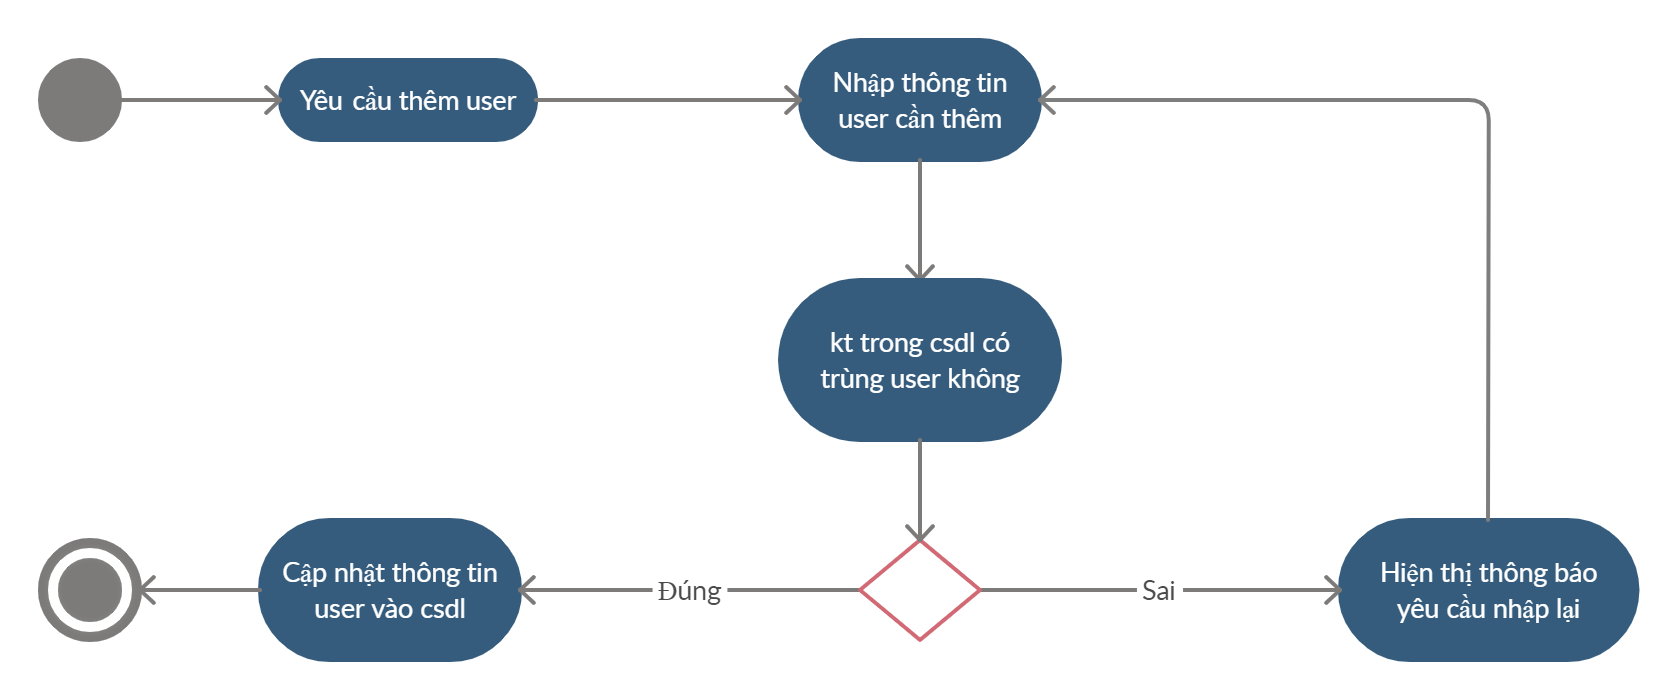 Yêu cầu thêm user
Nhập thông tin
user cần thêm
kt trong csdl có
trùng user không
Cập nhật thông tin
user vào csdl
Đúng
Sai
Hiện thị thông báo
yêu cầu nhập lại